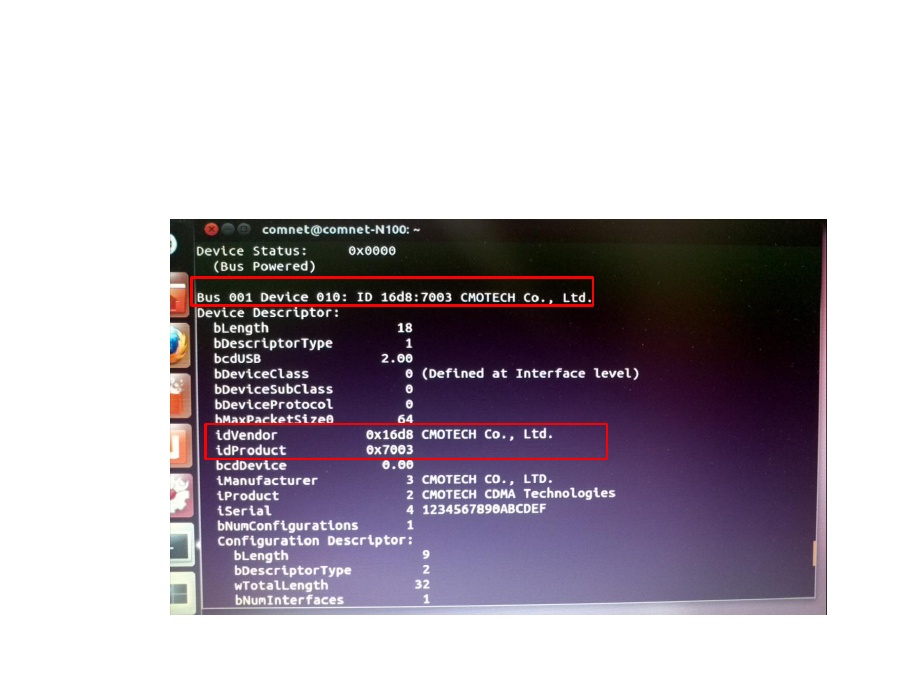 comnet@comnet-N100: ~
Device Status: 0x0000
(Bus Powered)
Bus 001 Device 010: ID 16d8:7003 CMOTECH Co., Ltd.
Device Descriptor:
bLength 18
bDescriptorType 1
bcdUSB 2.00
bDeviceClass 0 (Defined at Interface level)
bDeviceSubClass 0
bDeviceProtocol 0
bMaxPacketSize0 64
idVendor 0x16d8 CMOTECH Co., Ltd.
idProduct 0x7003
bcdDevice 0.00
iManufacturer 3 CMOTECH CO., LTD.
iProduct 2 CMOTECH CDMA Technologies
iSerial 4 1234567890ABCDEF
bNumConfigurations 1
Configuration Descriptor:
bLength 9
bDescriptorType 2
wTotalLength 32
bNumInterfaces 1